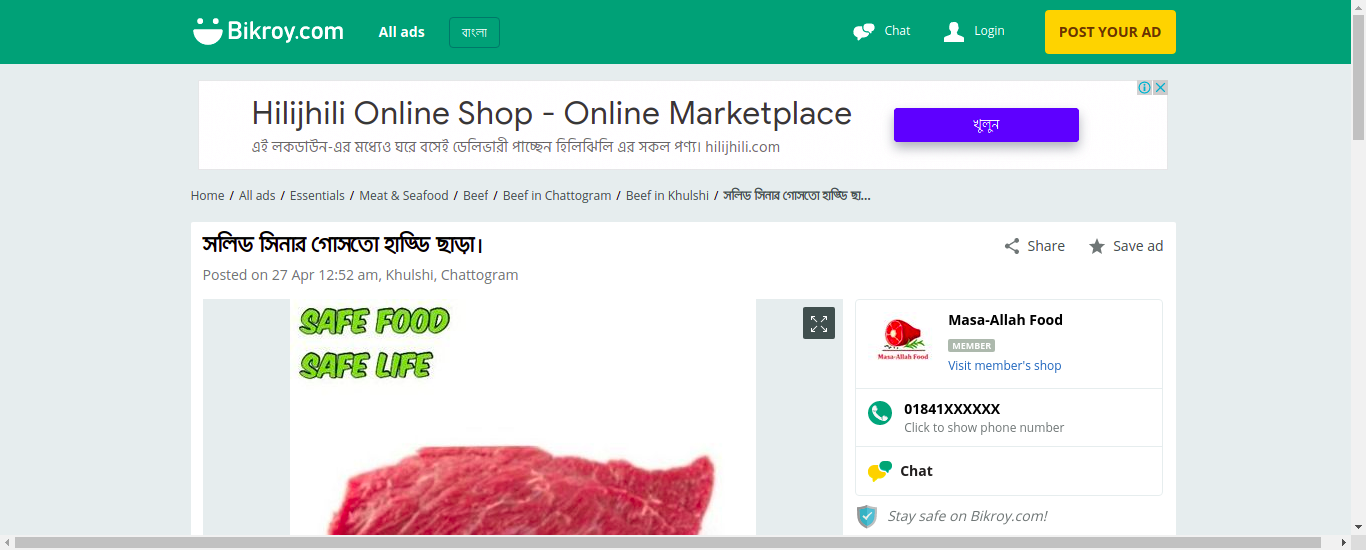 Bikroy.com
All ads
বাংলা
Chat
Login
POST YOUR AD
Hilijhili Online Shop - Online Marketplace
এই লকডাউন-এর মধ্যেও ঘরে বসেই ডেলিভারী পাচ্ছেন হিলিঝিলি এর সকল পণ্য। hilijhili.com
খুলুন
Home / All ads / Essentials / Meat & Seafood / Beef / Beef in Chattogram / Beef in Khulshi / সলিড সিনার গোসতো হাড্ডি ছা...
সলিড সিনার গোসতো হাড্ডি ছাড়া।
Share
Save ad
Posted on 27 Apr 12:52 am, Khulshi, Chattogram
SAFE FOOD
SAFE LIFE
Masa-Allah Food
Masa-Allah Food
MEMBER
Visit member's shop
01841XXXXXX
Click to show phone number
Chat
Stay safe on Bikroy.com!